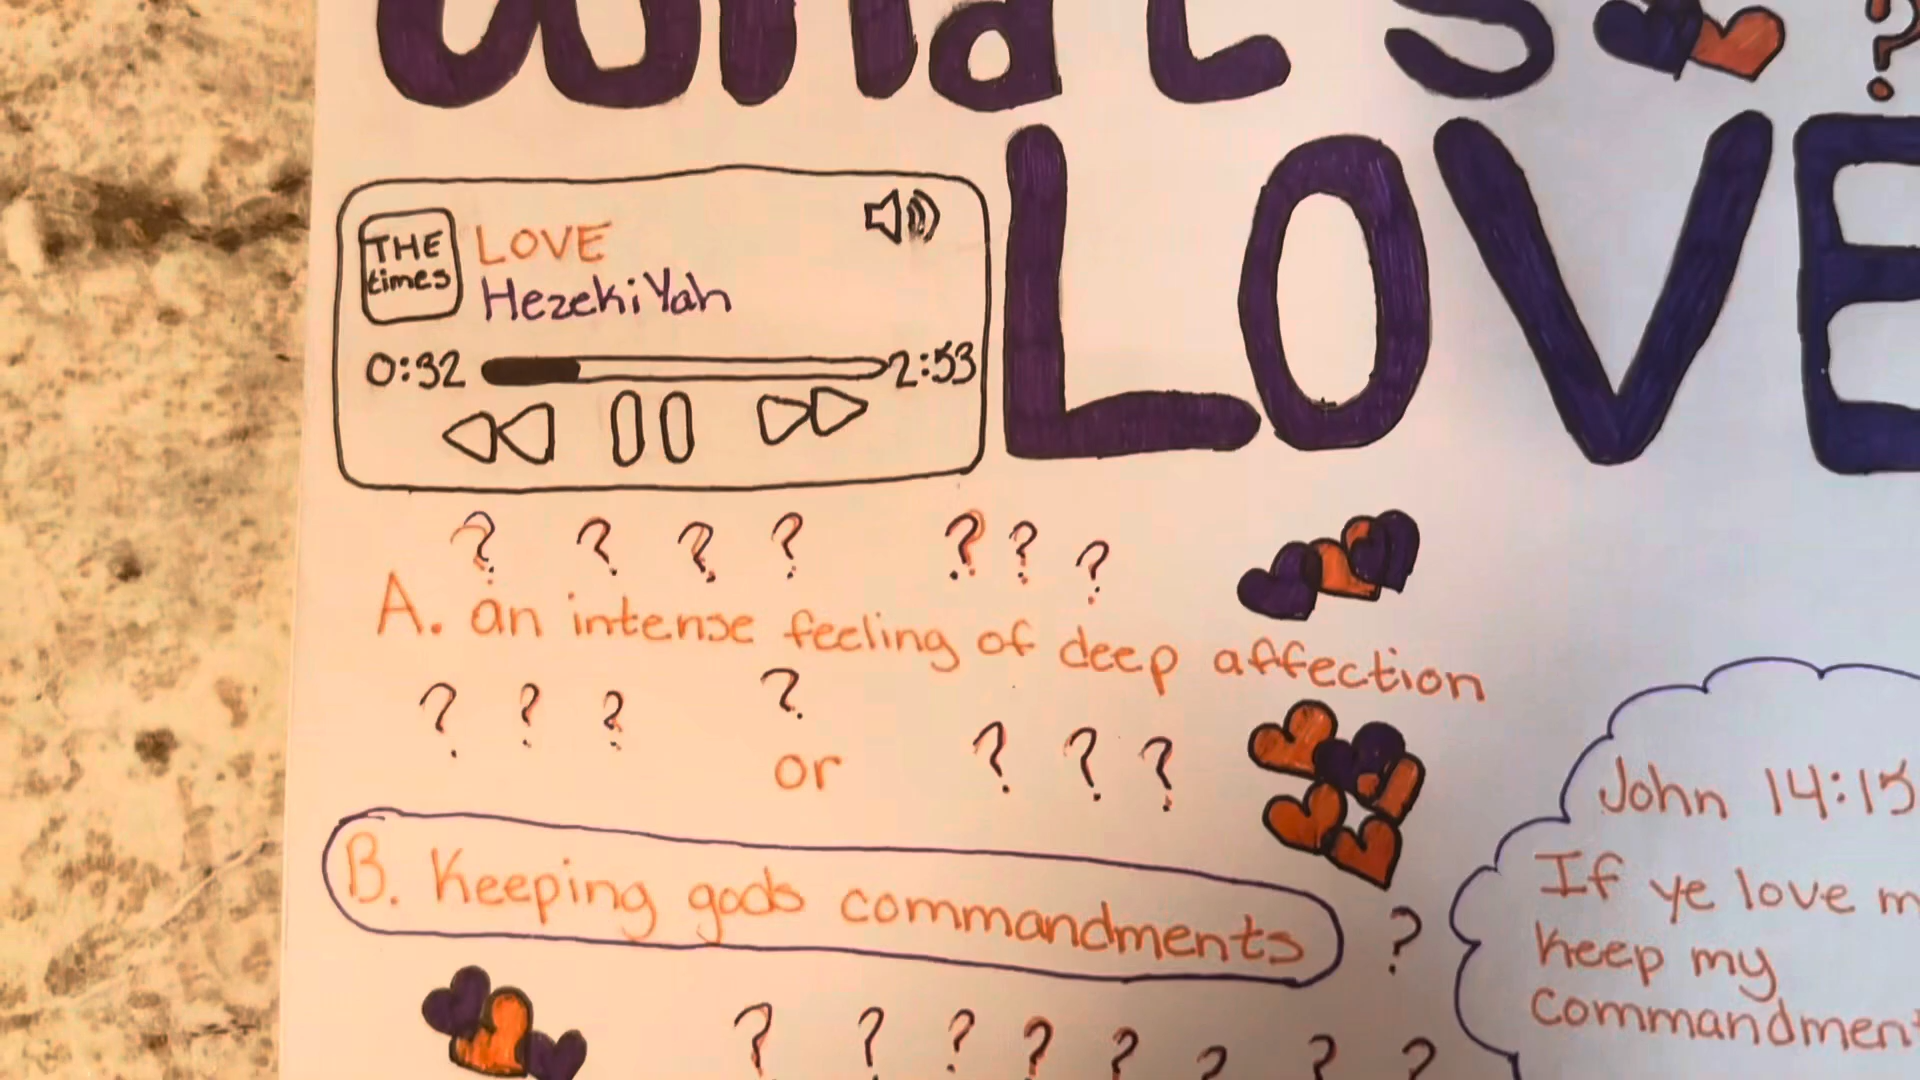 What's ?
LOVE
THE
times
LOVE
HezekiYah
0:32 2:53
? ? ? ? ? ? ?
A. an intense feeling of deep affection
? ? ? ? ? ? ?
or
B. Keeping gods commandments
?
? ? ? ? ? ? ? ?
John 14:15
If ye love m
keep my
commandment